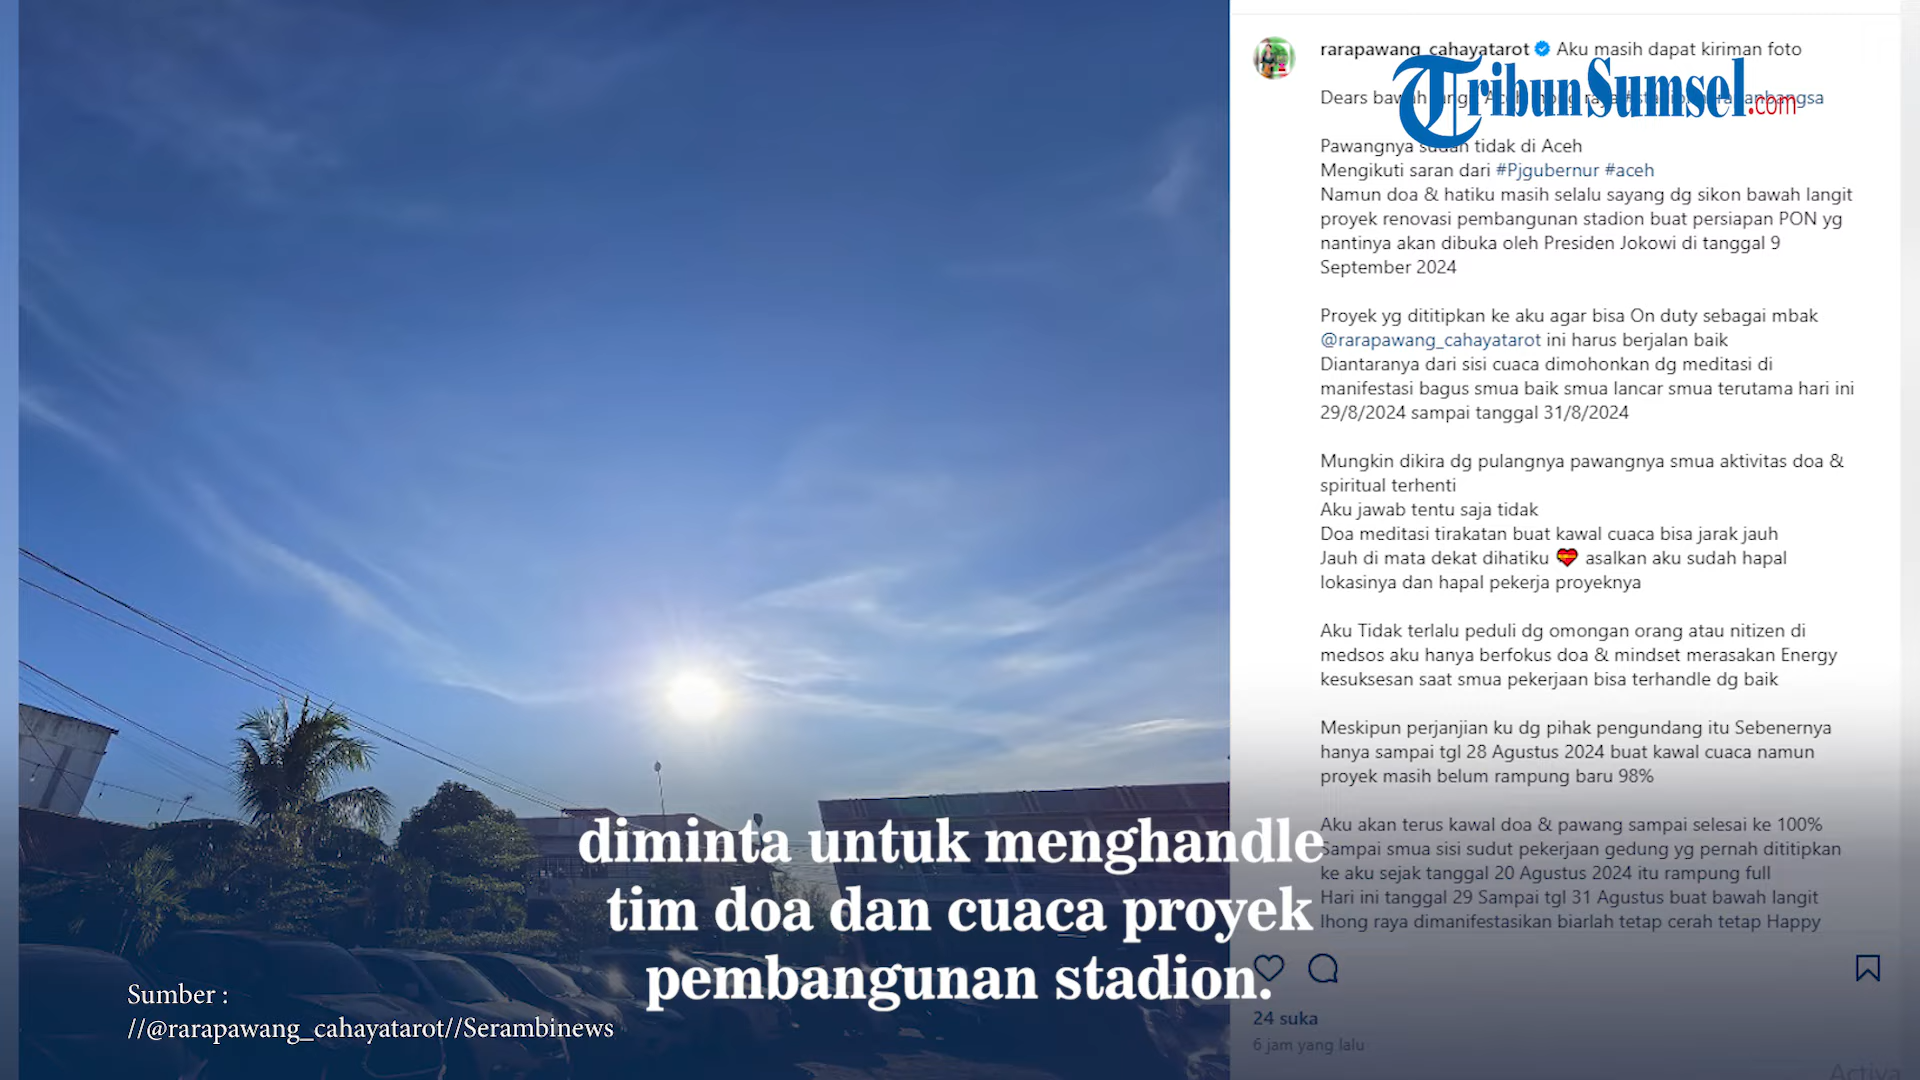 rarapawang_cahayatarot Aku masih dapat kiriman foto
TribunSumsel.com
Dears
Pawangnya sudah tidak di Aceh
Mengikuti saran dari #Pjgubernur #aceh
Namun doa & hatiku masih selalu sayang dg sikon bawah langit
proyek renovasi pembangunan stadion buat persiapan PON yg
nantinya akan dibuka oleh Presiden Jokowi di tanggal 9
September 2024
Proyek yg dititipkan ke aku agar bisa On duty sebagai mbak
@rarapawang_cahayatarot ini harus berjalan baik
Diantaranya dari sisi cuaca dimohonkan dg meditasi di
manifestasi bagus smua baik smua lancar smua terutama hari ini
29/8/2024 sampai tanggal 31/8/2024
Mungkin dikira dg pulangnya pawangnya smua aktivitas doa &
spiritual terhenti
Aku jawab tentu saja tidak
Doa meditasi tirakatan buat kawal cuaca bisa jarak jauh
Jauh di mata dekat dihatiku asalkan aku sudah hapal
lokasinya dan hapal pekerja proyeknya
Aku Tidak terlalu peduli dg omongan orang atau nitizen di
medsos aku hanya berfokus doa & mindset merasakan Energy
kesuksesan saat smua pekerjaan bisa terhandle dg baik
Meskipun perjanjian ku dg pihak pengundang itu Sebenernya
hanya sampai tgl 28 Agustus 2024 buat kawal cuaca namun
proyek masih belum rampung baru 98%
Aku akan terus kawal doa & pawang sampai selesai ke 100%
Sampai smua sisi sudut pekerjaan gedung yg pernah dititipkan
ke aku sejak tanggal 20 Agustus 2024 itu rampung full
Hari ini tanggal 29 Sampai tgl 31 Agustus buat bawah langit
lhong raya dimanifestasikan biarlah tetap cerah tetap Happy
24 suka
6 jam yang lalu
diminta untuk menghandle
tim doa dan cuaca proyek
pembangunan stadion.
Sumber :
//@rarapawang_cahayatarot//Serambinews